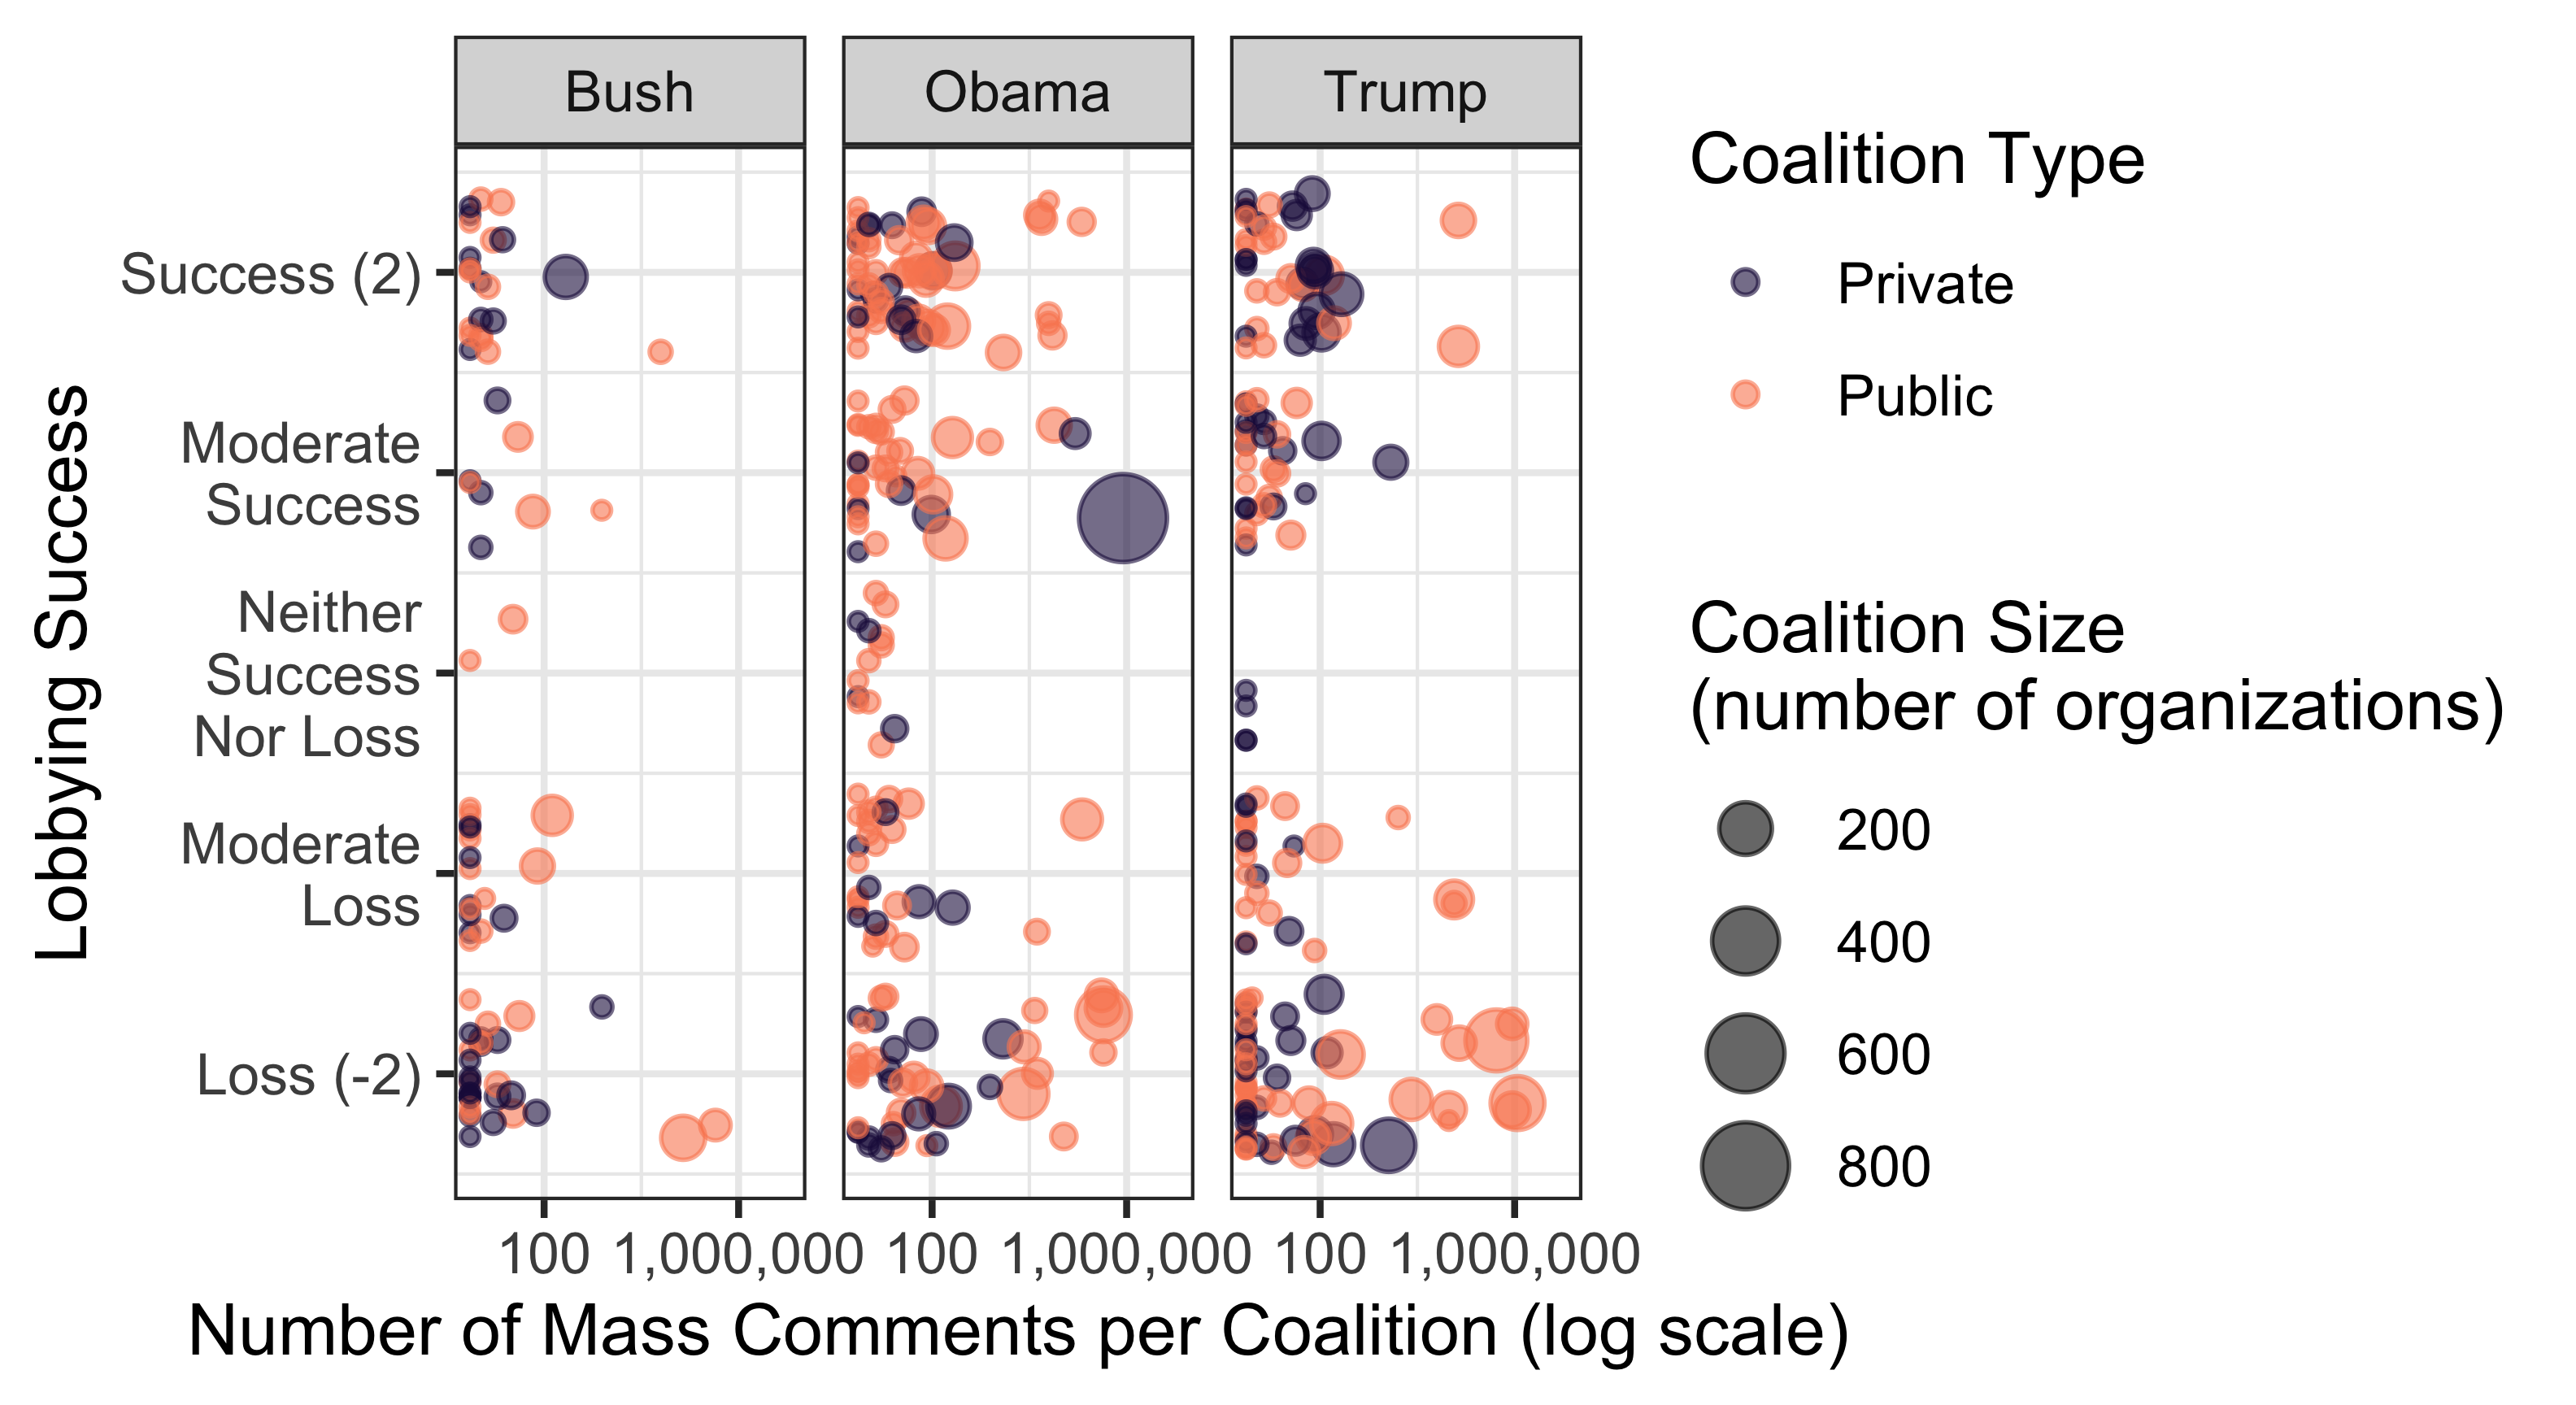 Bush
Obama
Trump
Lobbying Success
Success (2)
Moderate
Success
Neither
Success
Nor Loss
Moderate
Loss
Loss (-2)
100
1,000,000
100
1,000,000
100
1,000,000
Number of Mass Comments per Coalition (log scale)
Coalition Type
Private
Public
Coalition Size
(number of organizations)
200
400
600
800